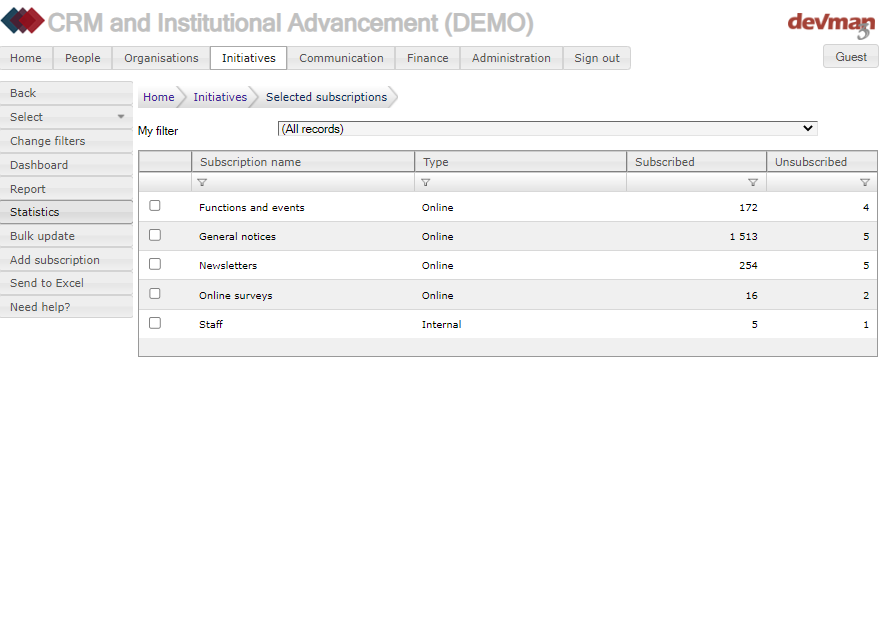 CRM and Institutional Advancement (DEMO)
devman
5
Home People Organisations Initiatives Communication Finance Administration Sign out Guest
Back
Select
Change filters
Dashboard
Report
Statistics
Bulk update
Add subscription
Send to Excel
Need help?
Home Initiatives Selected subscriptions
My filter (All records)
Subscription name Type Subscribed Unsubscribed
Functions and events Online 172 4
General notices Online 1 513 5
Newsletters Online 254 5
Online surveys Online 16 2
Staff Internal 5 1